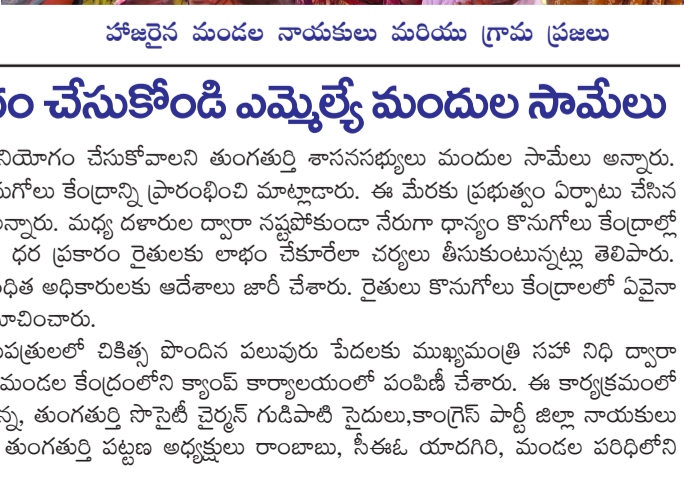 హాజరైన మండల నాయకులు మరియు గ్రామ ప్రజలు
చేసుకోండి ఎమ్మెల్యే మందుల సామేలు
నియోగం చేసుకోవాలని తుంగతుర్తి శాసనసభ్యులు మందుల సామేలు అన్నారు.
నుగోలు కేంద్రాన్ని ప్రారంభించి మాట్లాడారు. ఈ మేరకు ప్రభుత్వం ఏర్పాటు చేసిన
న్నారు. మధ్య దళారుల ద్వారా నష్టపోకుండా నేరుగా ధాన్యం కొనుగోలు కేంద్రాల్లో
ధర ప్రకారం రైతులకు లాభం చేకూరేలా చర్యలు తీసుకుంటున్నట్లు తెలిపారు.
ధిత అధికారులకు ఆదేశాలు జారీ చేశారు. రైతులు కొనుగోలు కేంద్రాలలో ఏవైనా
చించారు.
పత్రులలో చికిత్స పొందిన పలువురు పేదలకు ముఖ్యమంత్రి సహా నిధి ద్వారా
మండల కేంద్రంలోని క్యాంప్ కార్యాలయంలో పంపిణీ చేశారు. ఈ కార్యక్రమంలో
న్న, తుంగతుర్తి సొసైటీ చైర్మన్ గుడిపాటి సైదులు,కాంగ్రెస్ పార్టీ జిల్లా నాయకులు
తుంగతుర్తి పట్టణ అధ్యక్షులు రాంబాబు, సీఈఓ యాదగిరి, మండల పరిధిలోని